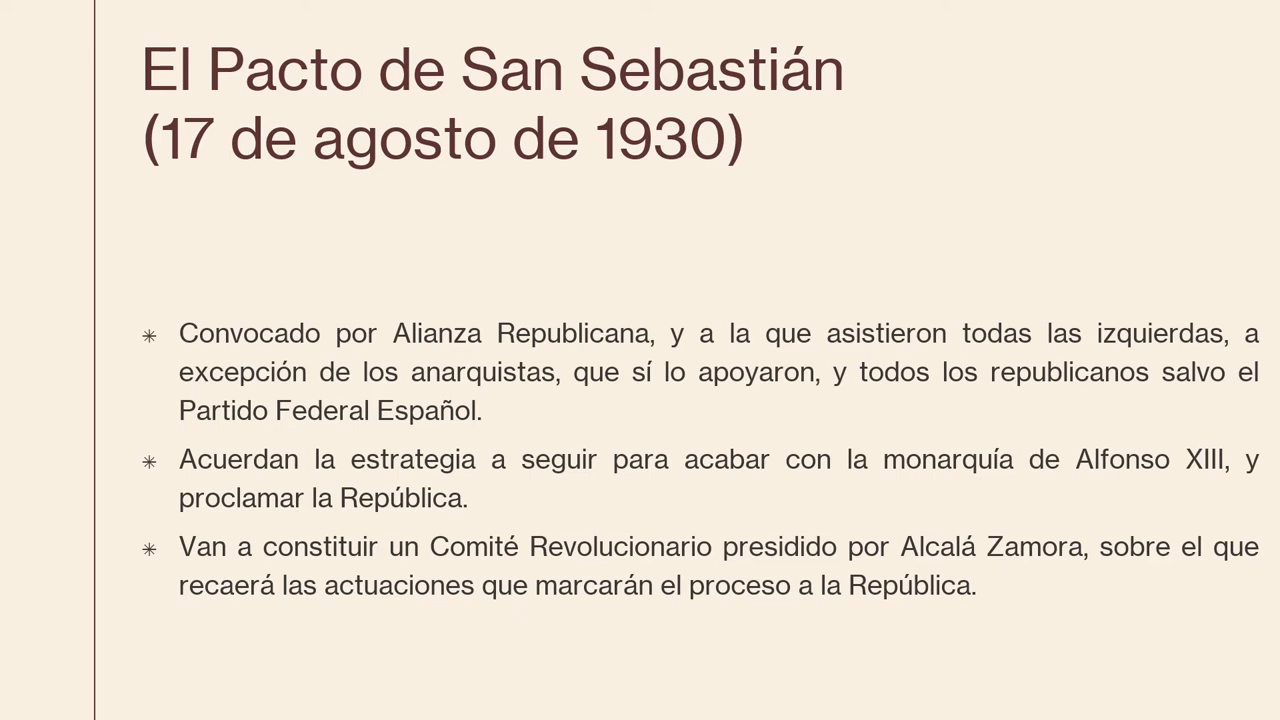 El Pacto de San Sebastián
(17 de agosto de 1930)
✳ Convocado por Alianza Republicana, y a la que asistieron todas las izquierdas, a
excepción de los anarquistas, que sí lo apoyaron, y todos los republicanos salvo el
Partido Federal Español.
✳ Acuerdan la estrategia a seguir para acabar con la monarquía de Alfonso XIII, y
proclamar la República.
✳ Van a constituir un Comité Revolucionario presidido por Alcalá Zamora, sobre el que
recaerá las actuaciones que marcarán el proceso a la República.